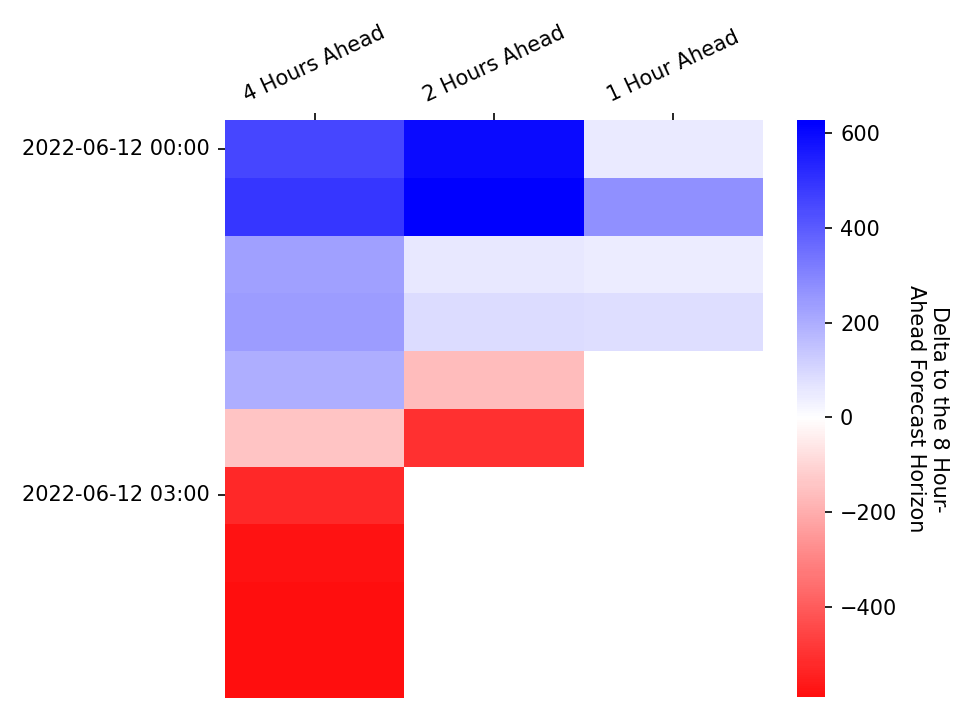 4 Hours Ahead
2 Hours Ahead
1 Hour Ahead
2022-06-12 00:00
2022-06-12 03:00
600
400
200
0
−200
−400
Delta to the 8 Hour-
Ahead Forecast Horizon